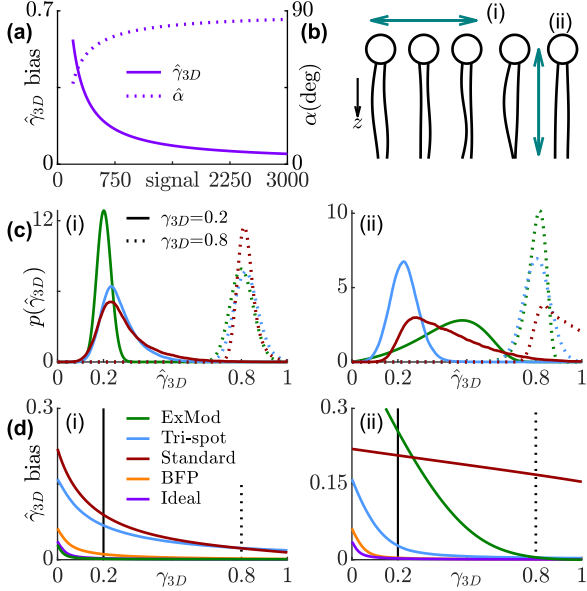 (a)
0.7
γ̂3D bias
0
90
α(deg)
0
γ̂3D
α̂
0 750 signal 2250 3000
(b)
(i)
(ii)
z
(c)
(i)
12
p(γ̂3D)
0
γ3D=0.2
γ3D=0.8
0 0.2 γ̂3D 0.8 1
(ii)
10
5
0
0 0.2 γ̂3D 0.8 1
(d)
(i)
0.3
γ̂3D bias
0
ExMod
Tri-spot
Standard
BFP
Ideal
0 0.2 γ3D 0.8 1
(ii)
0.3
0.15
0
0 0.2 γ3D 0.8 1